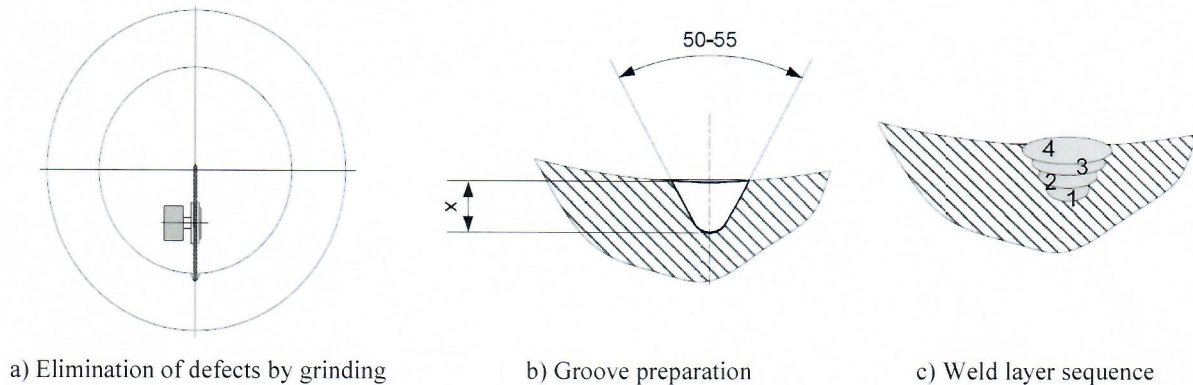 50-55
x
4
3
2
1
a) Elimination of defects by grinding
b) Groove preparation
c) Weld layer sequence